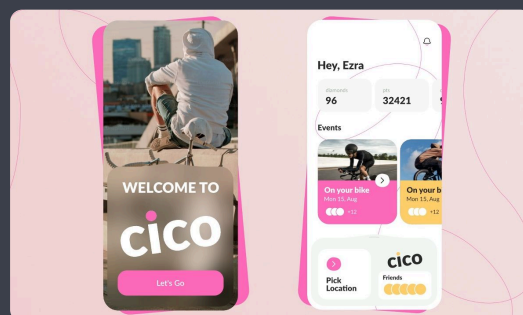 WELCOME TO
cico
Let's Go
Hey, Ezra
diamonds
96
pts
32421
Events
On your bike
Mon 15, Aug
+12
On your b
Mon 15, Aug
+12
Pick
Location
cico
Friends